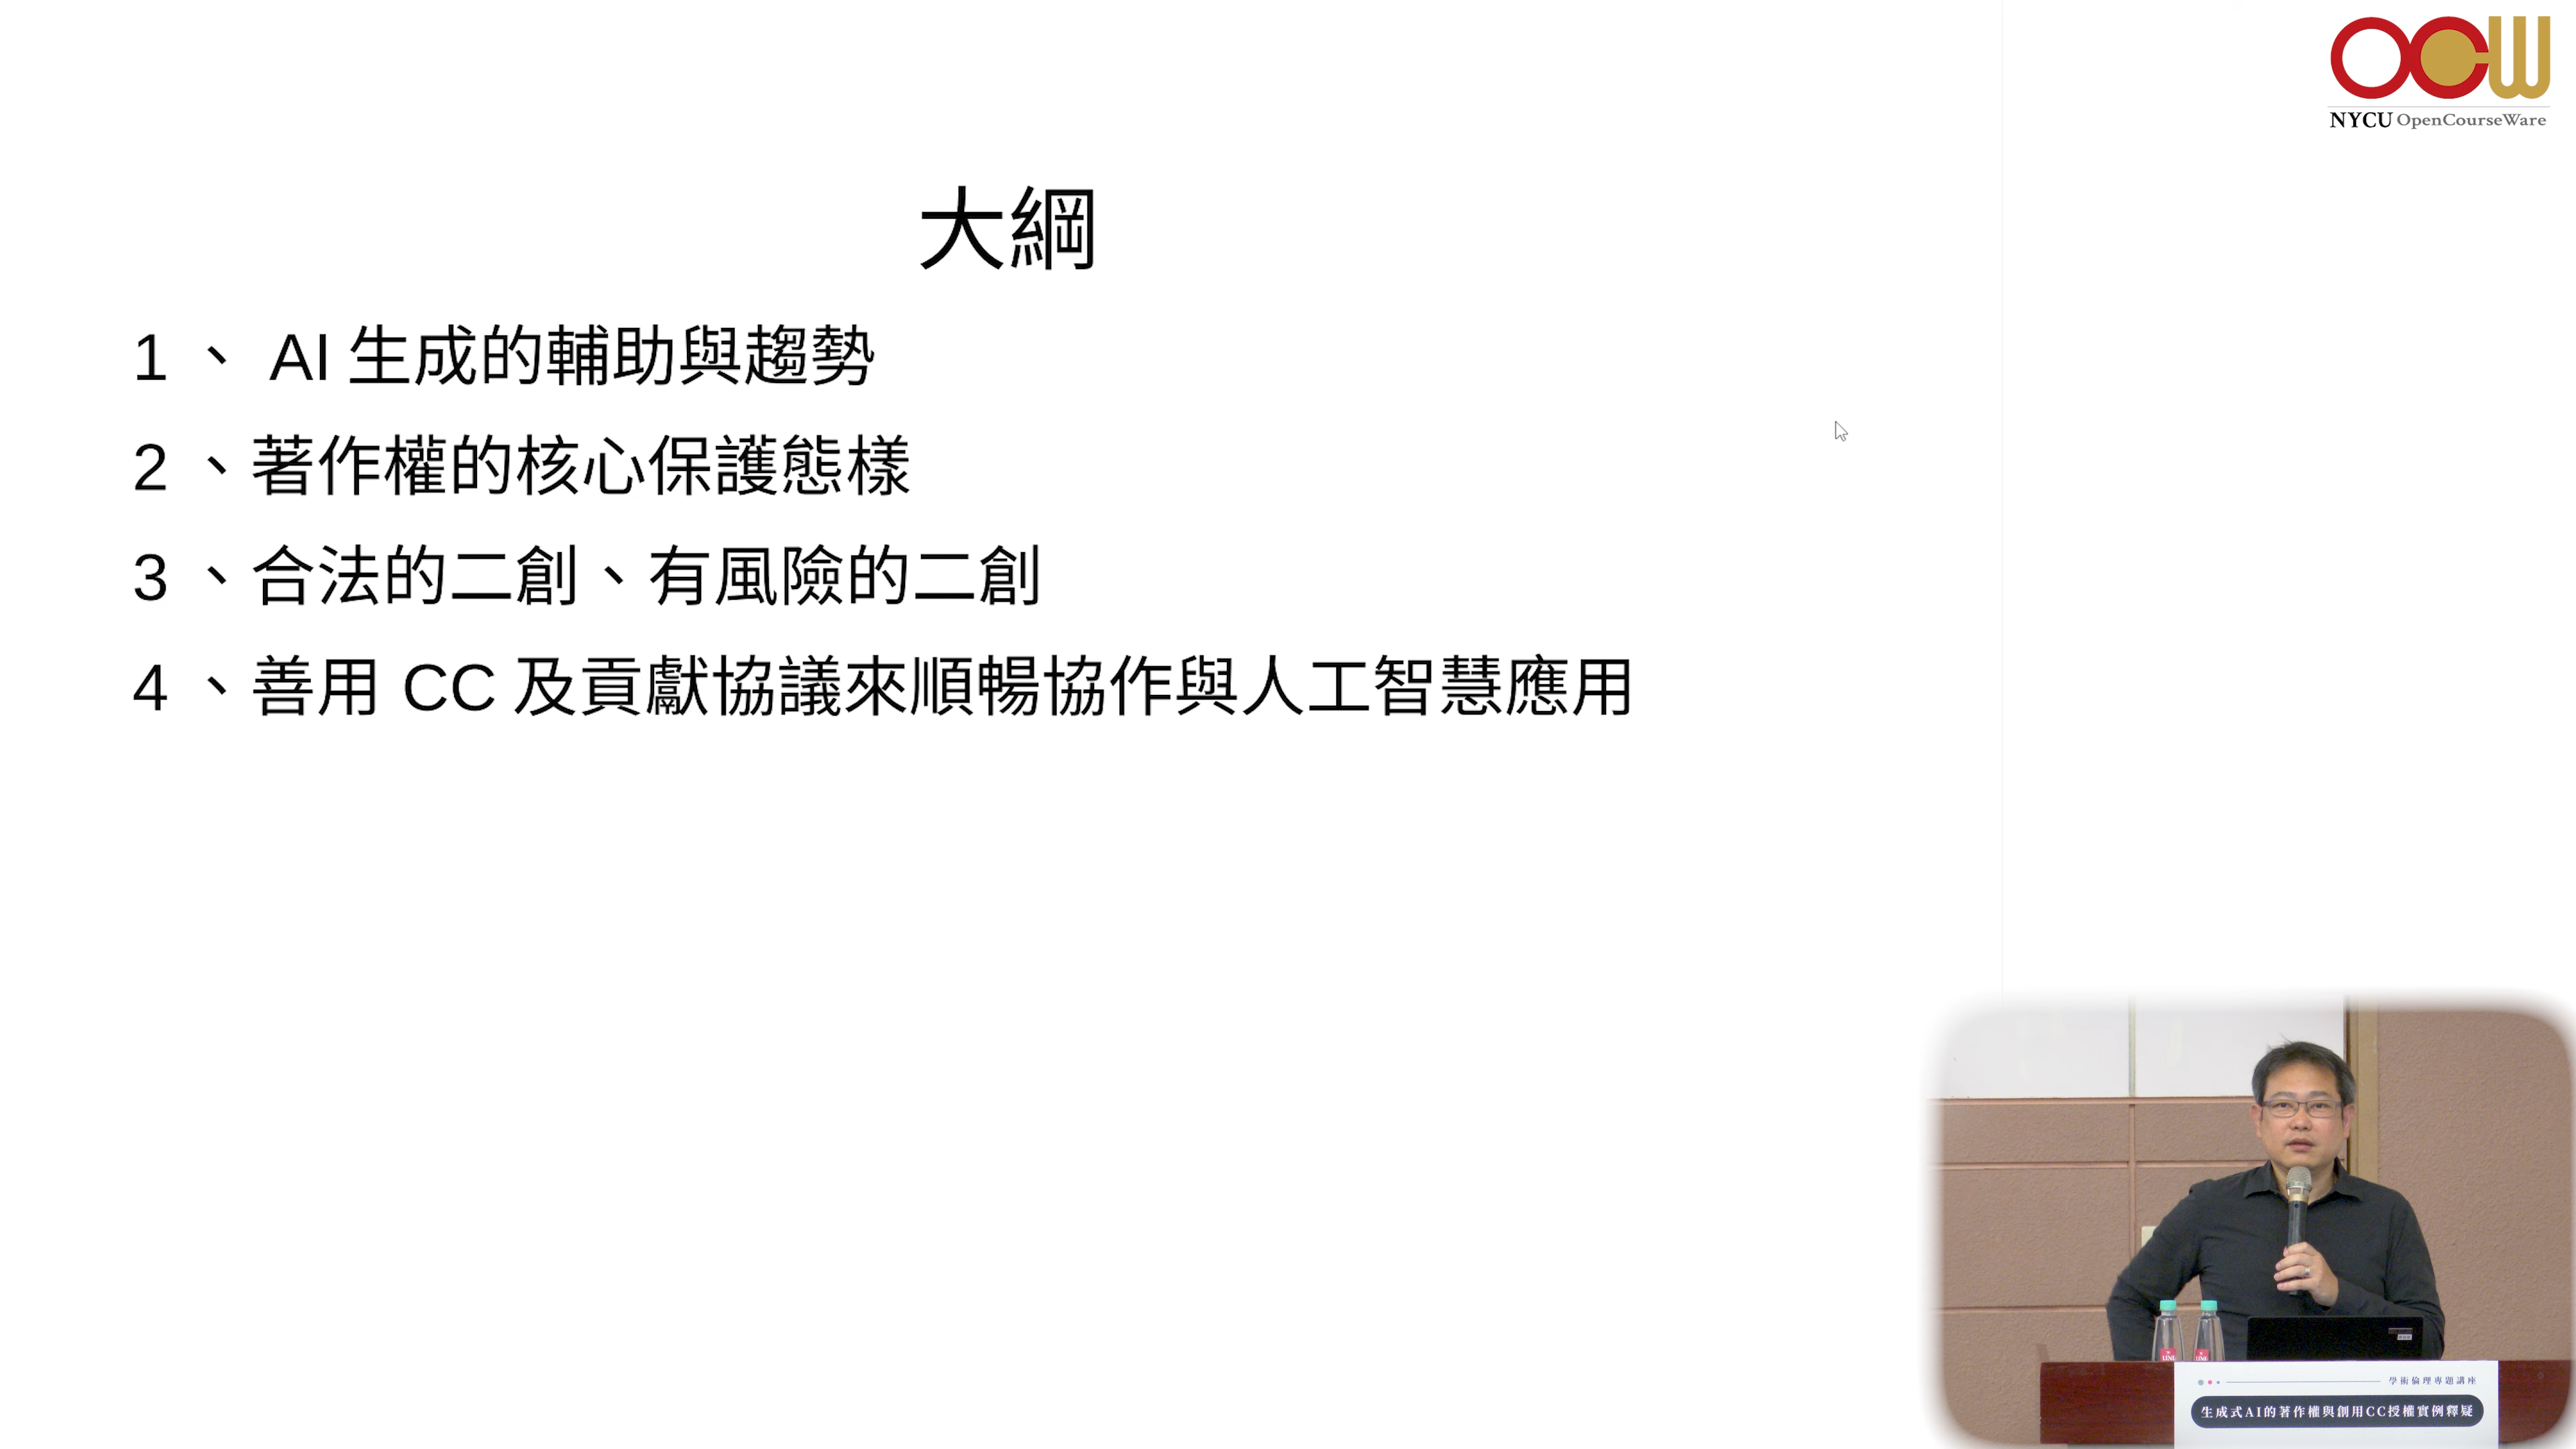 OCW
NYCU OpenCourseWare
大綱
1、 AI 生成的輔助與趨勢
2、著作權的核心保護態樣
3、合法的二創、有風險的二創
4、善用 CC 及貢獻協議來順暢協作與人工智慧應用
學術倫理專題講座
生成式AI的著作權與創用CC授權實例釋疑